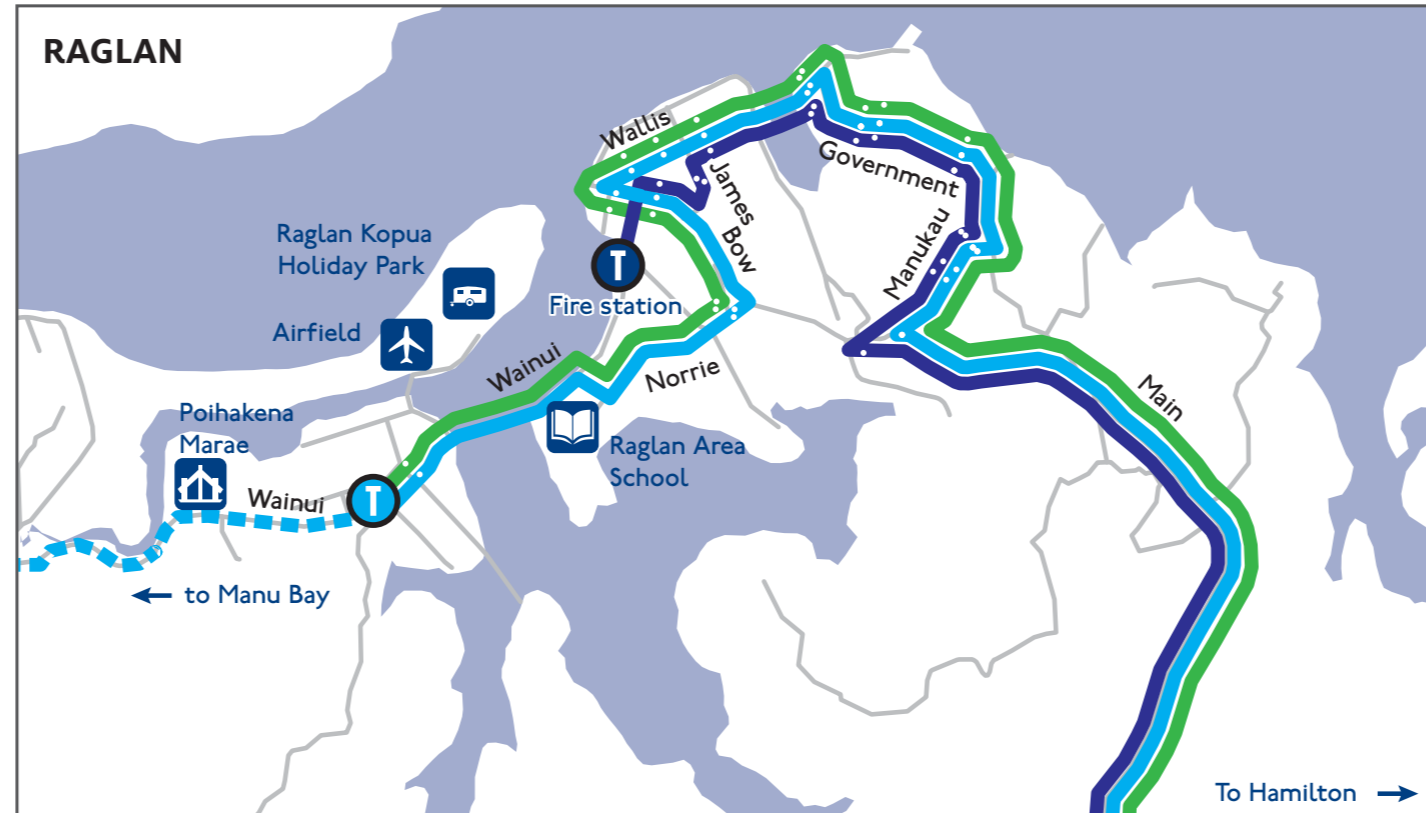 RAGLAN
Wallis
James
Bow
Government
Manukau
Raglan Kopua
Holiday Park
T
Fire station
Airfield
Wainui
Norrie
Main
Poihakena
Marae
Raglan Area
School
Wainui
T
to Manu Bay
To Hamilton